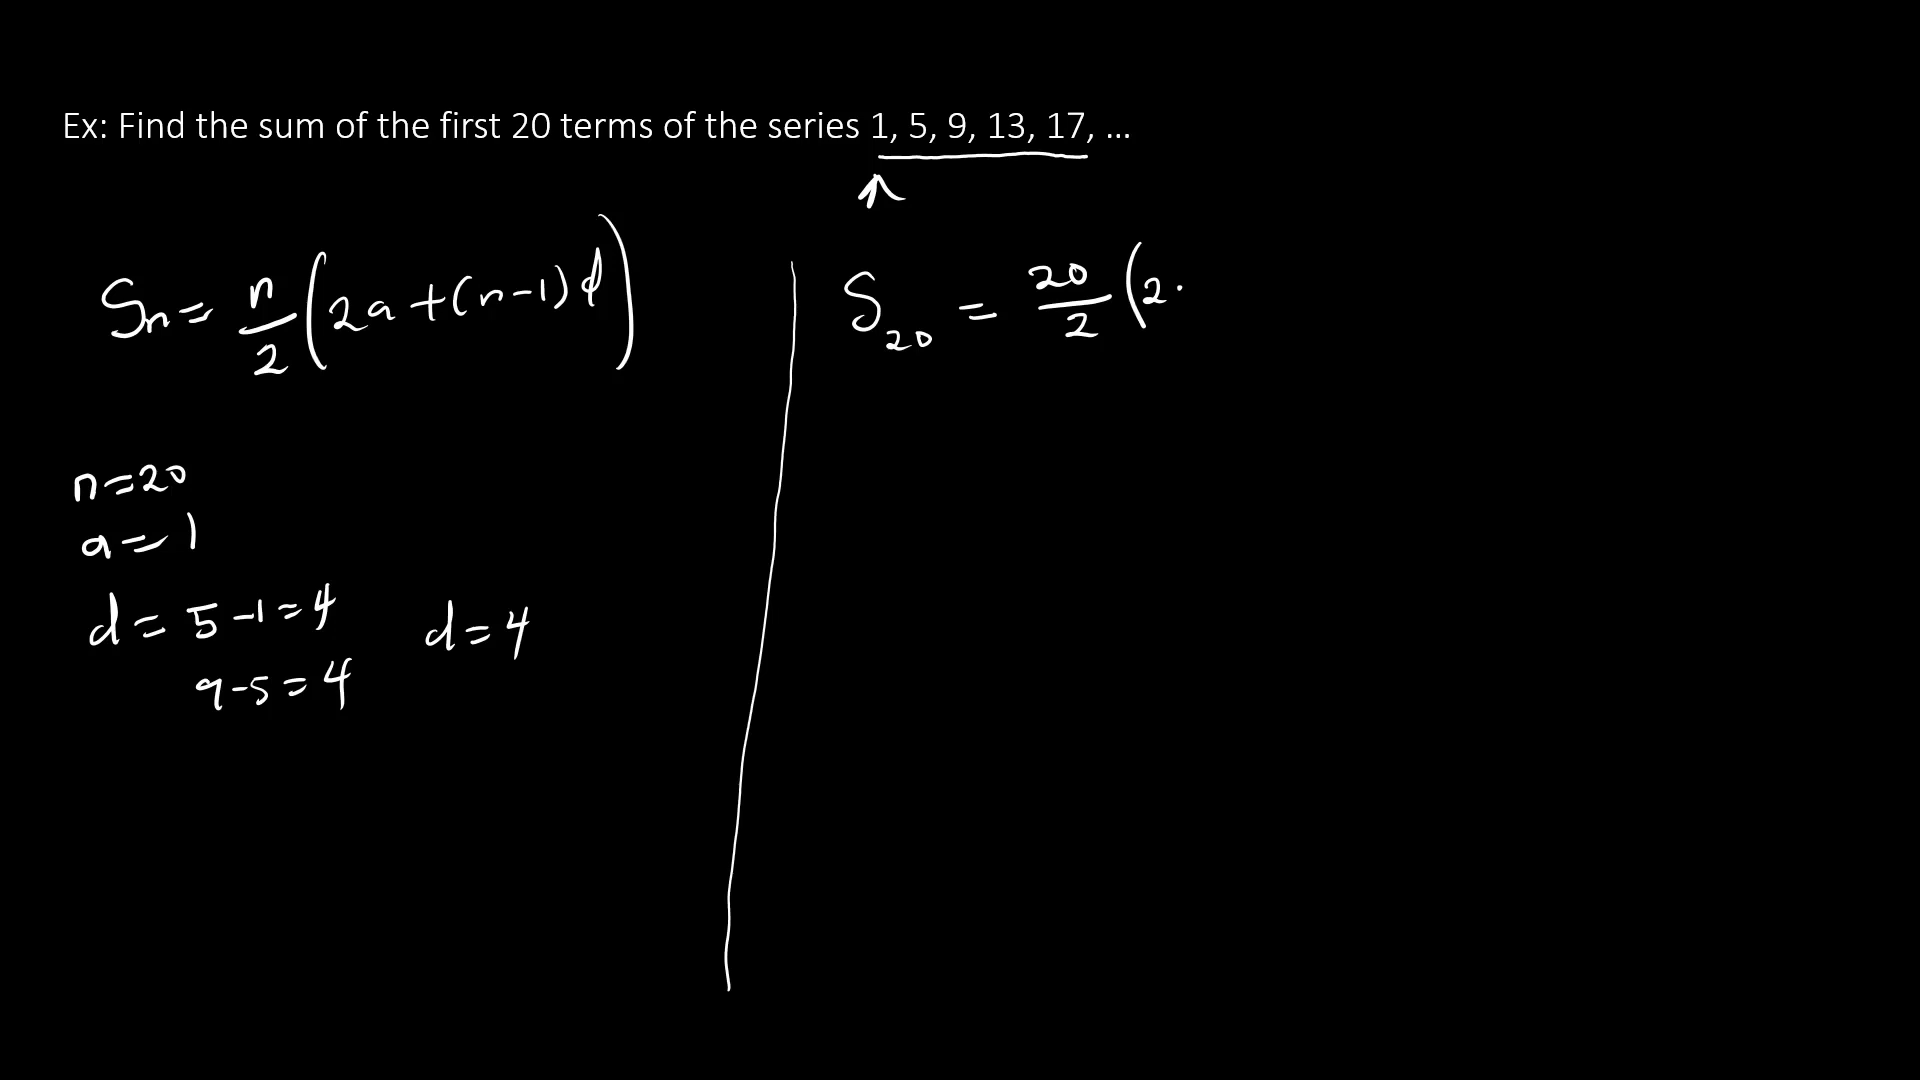 Ex: Find the sum of the first 20 terms of the series 1, 5, 9, 13, 17, ...
Sn = n/2 (2a + (n-1)d)
n = 20
a = 1
d = 5 - 1 = 4
9 - 5 = 4
d = 4
S20 = 20/2 (2 ·